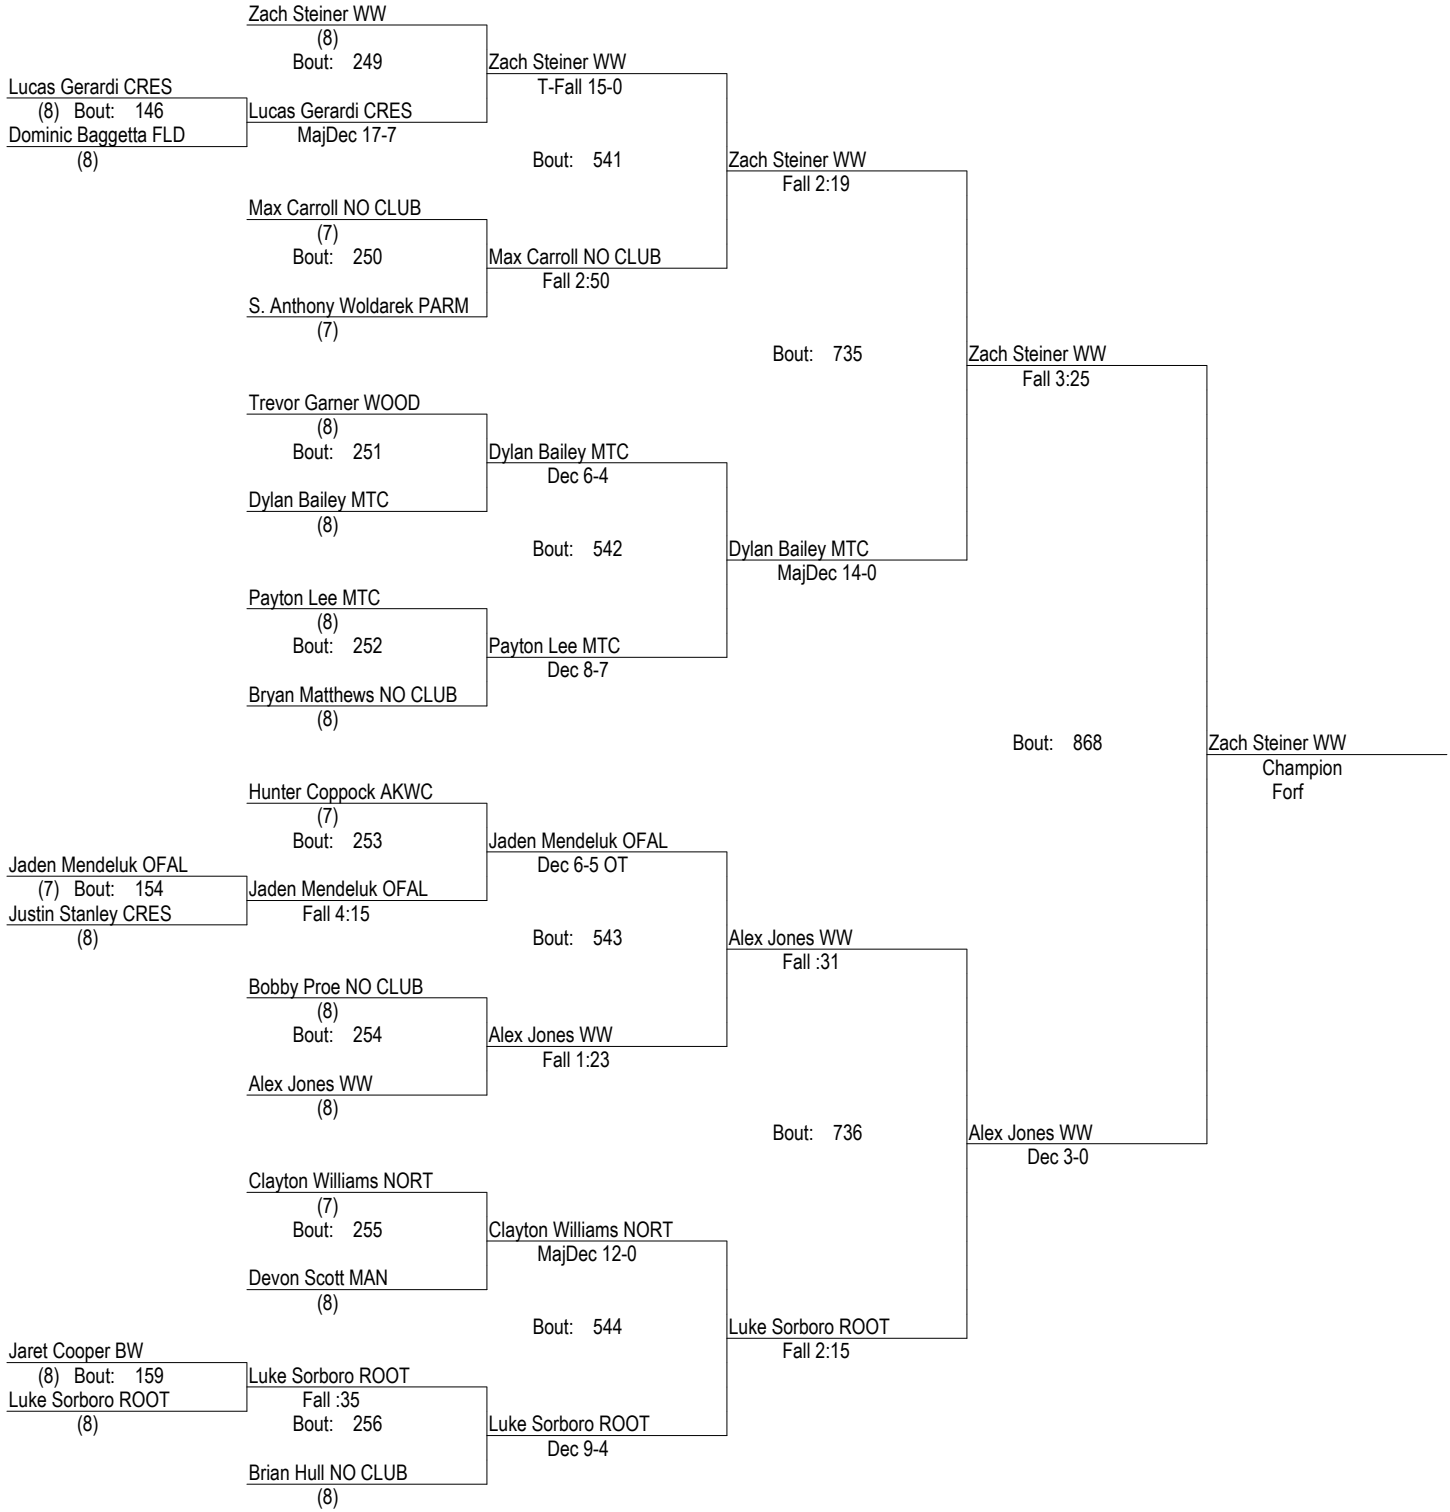 Zach Steiner WW
(8)
Bout: 249
Zach Steiner WW
T-Fall 15-0
Lucas Gerardi CRES
(8) Bout: 146
Lucas Gerardi CRES
MajDec 17-7
Dominic Baggetta FLD
(8)
Bout: 541
Zach Steiner WW
Fall 2:19
Max Carroll NO CLUB
(7)
Bout: 250
Max Carroll NO CLUB
Fall 2:50
S. Anthony Woldarek PARM
(7)
Bout: 735
Zach Steiner WW
Fall 3:25
Trevor Garner WOOD
(8)
Bout: 251
Dylan Bailey MTC
Dec 6-4
Dylan Bailey MTC
(8)
Bout: 542
Dylan Bailey MTC
MajDec 14-0
Payton Lee MTC
(8)
Bout: 252
Payton Lee MTC
Dec 8-7
Bryan Matthews NO CLUB
(8)
Bout: 868
Zach Steiner WW
Champion
Forf
Hunter Coppock AKWC
(7)
Bout: 253
Jaden Mendeluk OFAL
Dec 6-5 OT
Jaden Mendeluk OFAL
(7) Bout: 154
Jaden Mendeluk OFAL
Fall 4:15
Justin Stanley CRES
(8)
Bout: 543
Alex Jones WW
Fall :31
Bobby Proe NO CLUB
(8)
Bout: 254
Alex Jones WW
Fall 1:23
Alex Jones WW
(8)
Bout: 736
Alex Jones WW
Dec 3-0
Clayton Williams NORT
(7)
Bout: 255
Clayton Williams NORT
MajDec 12-0
Devon Scott MAN
(8)
Bout: 544
Luke Sorboro ROOT
Fall 2:15
Jaret Cooper BW
(8) Bout: 159
Luke Sorboro ROOT
Fall :35
Luke Sorboro ROOT
(8)
Bout: 256
Luke Sorboro ROOT
Dec 9-4
Brian Hull NO CLUB
(8)